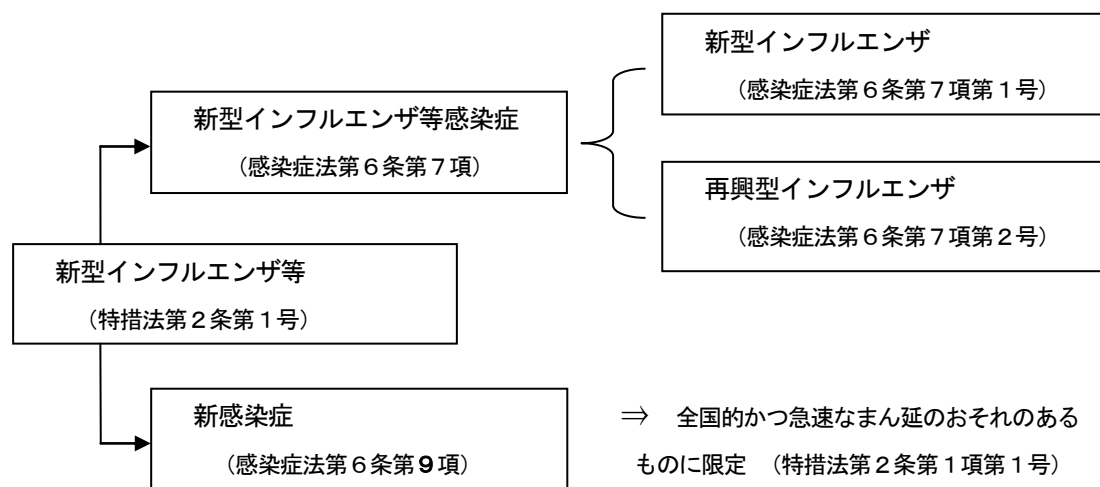 新型インフルエンザ等
（特措法第２条第１号）
新型インフルエンザ等感染症
（感染症法第６条第７項）
新型インフルエンザ
（感染症法第６条第７項第１号）
再興型インフルエンザ
（感染症法第６条第７項第２号）
新感染症
（感染症法第６条第９項）
⇒　全国的かつ急速なまん延のおそれのある
ものに限定　（特措法第２条第１項第１号）